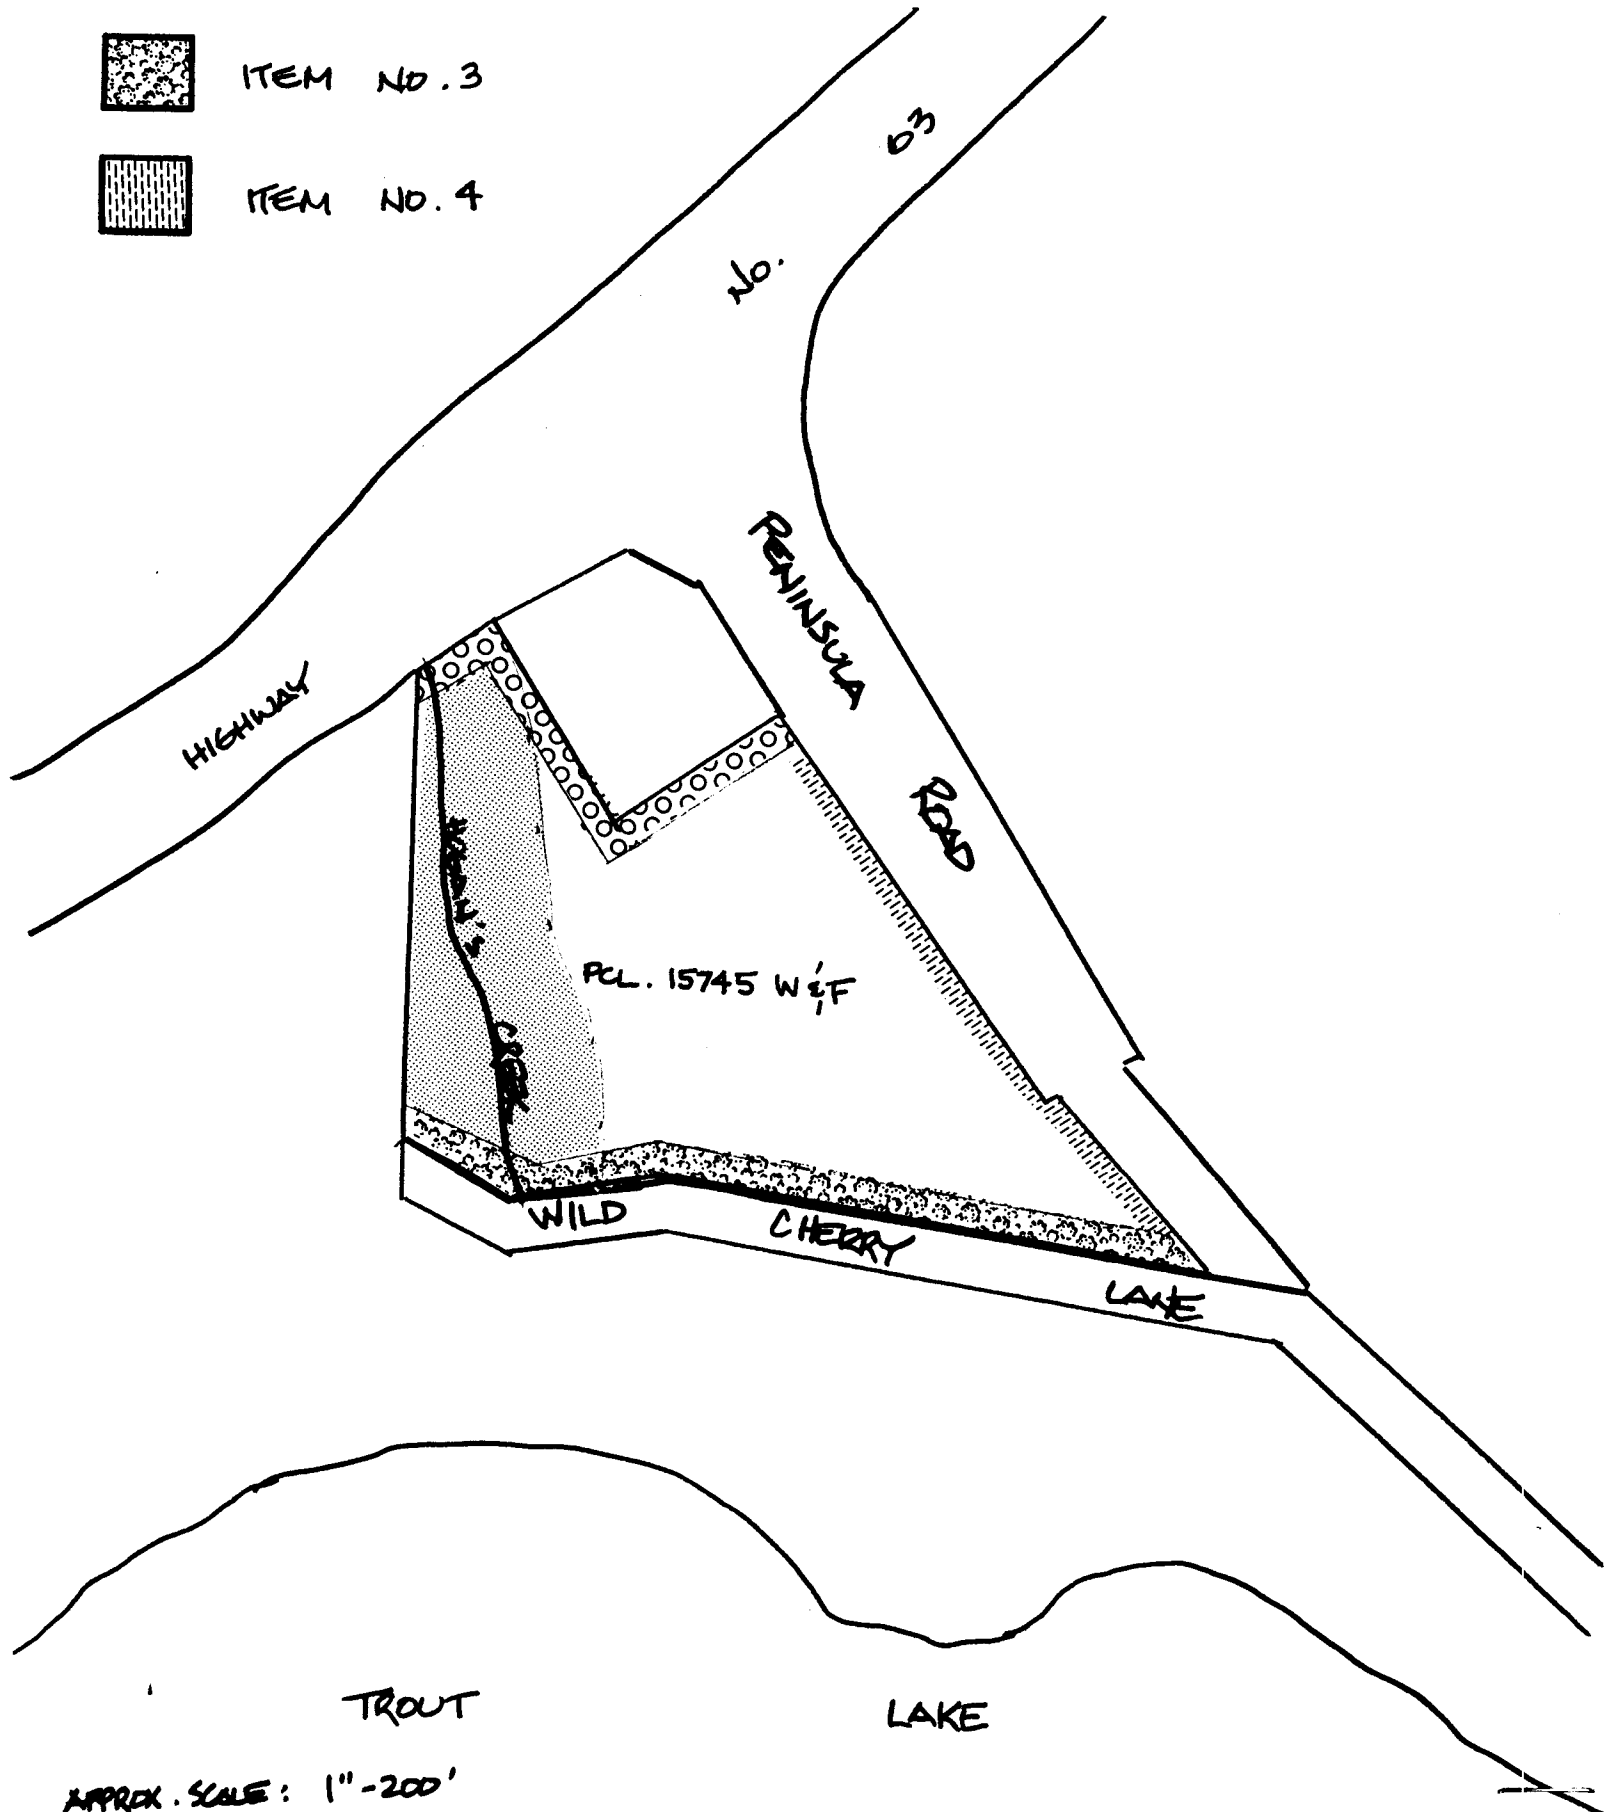 ITEM NO. 3
ITEM NO. 4
HIGHWAY NO. 63
PENINSULA ROAD
CREEK
PCL. 15745 W & F
WILD CHERRY LANE
TROUT LAKE
APPROX. SCALE: 1"-200'